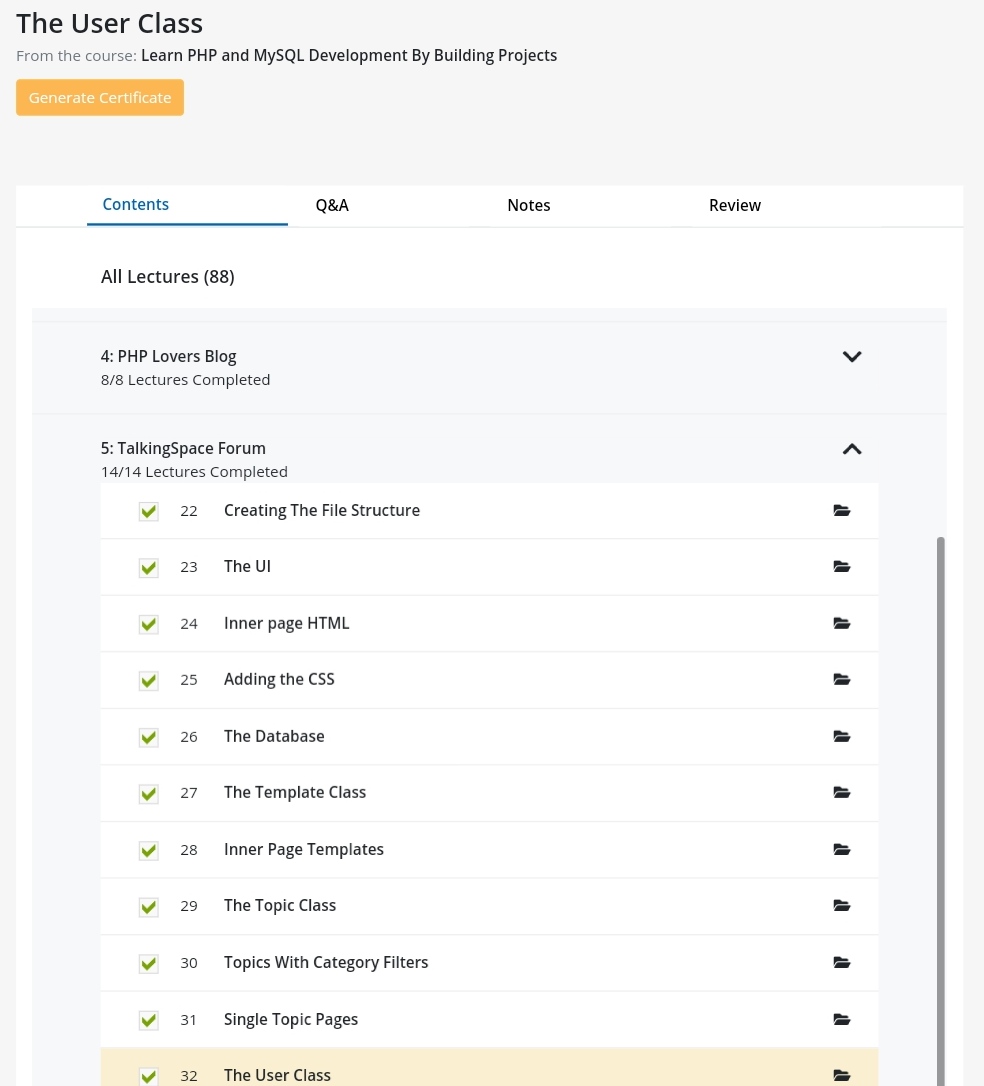 The User Class
From the course: Learn PHP and MySQL Development By Building Projects
Generate Certificate
Contents
Q&A
Notes
Review
All Lectures (88)
4: PHP Lovers Blog
8/8 Lectures Completed
5: TalkingSpace Forum
14/14 Lectures Completed
22 Creating The File Structure
23 The UI
24 Inner page HTML
25 Adding the CSS
26 The Database
27 The Template Class
28 Inner Page Templates
29 The Topic Class
30 Topics With Category Filters
31 Single Topic Pages
32 The User Class